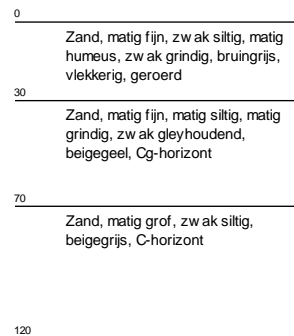 0
Zand, matig fijn, zwak siltig, matig
humeus, zwak grindig, bruingrijs,
vlekkerig, geroerd
30
Zand, matig fijn, matig siltig, matig
grindig, zwak gleyhoudend,
beigegeel, Cg-horizont
70
Zand, matig grof, zwak siltig,
beigegrijs, C-horizont
120